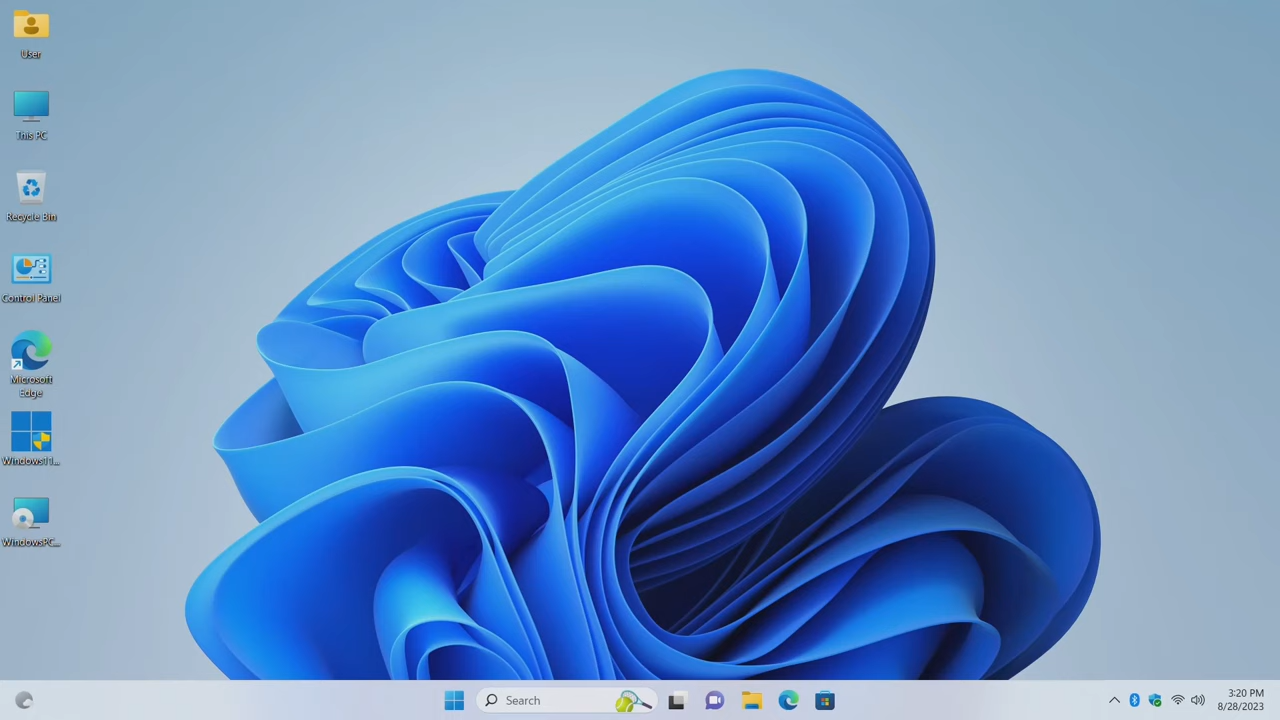 User
This PC
Recycle Bin
Control Panel
Microsoft
Edge
Windows11...
WindowsPC...
Search
3:20 PM
8/28/2023